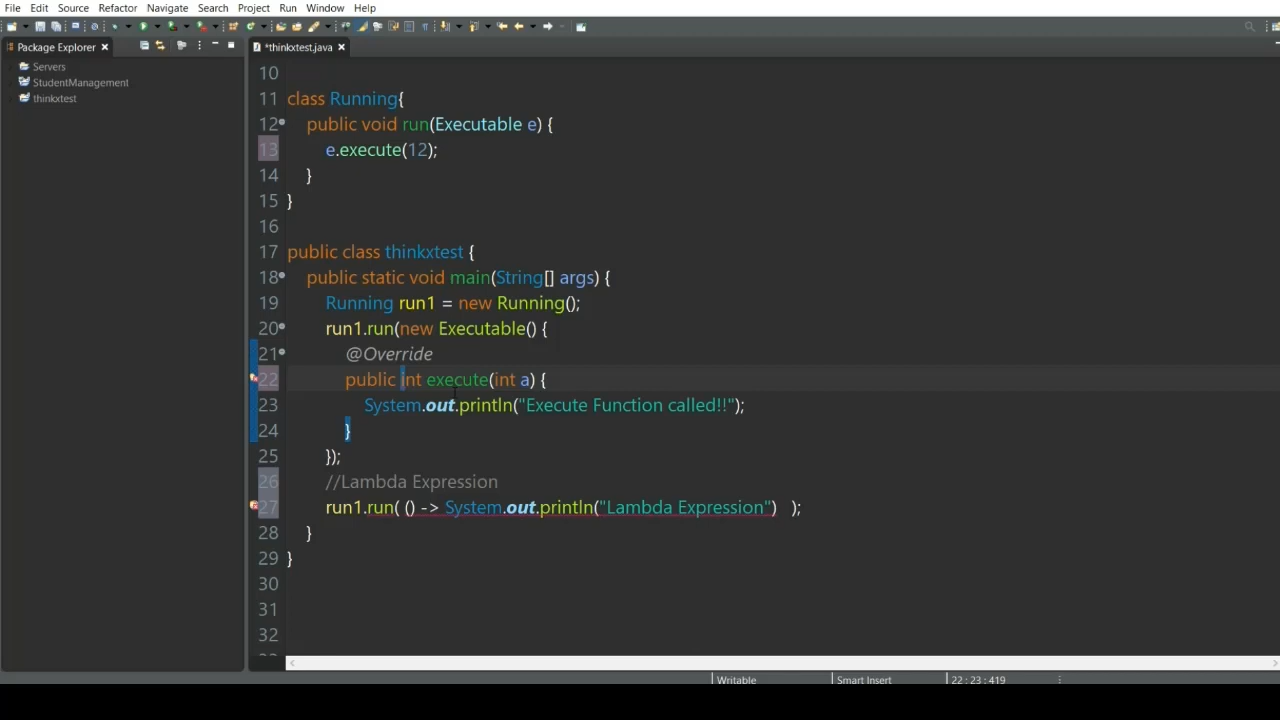 File Edit Source Refactor Navigate Search Project Run Window Help
Package Explorer
*thinkxtest.java
Servers
StudentManagement
thinkxtest
10
11 class Running{
12 public void run(Executable e) {
13 e.execute(12);
14 }
15 }
16
17 public class thinkxtest {
18 public static void main(String[] args) {
19 Running run1 = new Running();
20 run1.run(new Executable() {
21 @Override
22 public int execute(int a) {
23 System.out.println("Execute Function called!!");
24 }
25 });
26 //Lambda Expression
27 run1.run( () -> System.out.println("Lambda Expression") );
28 }
29 }
30
31
32
Writable Smart Insert 22 : 23 : 419